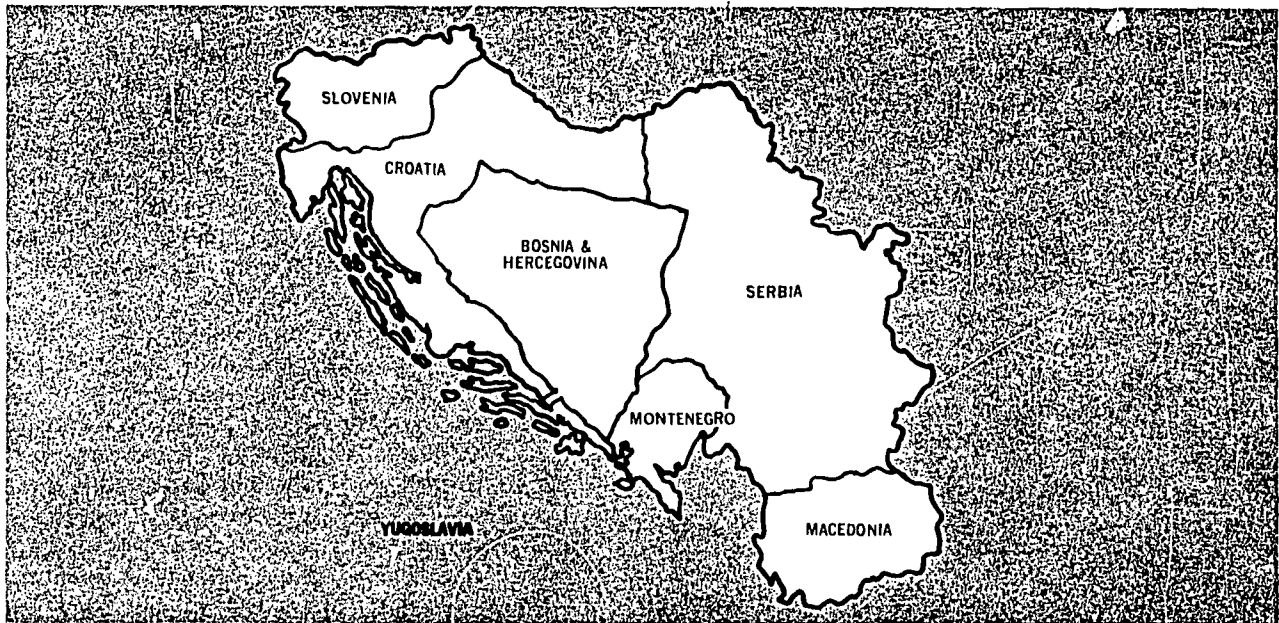 SLOVENIA
CROATIA
BOSNIA &
HERCEGOVINA
SERBIA
MONTENEGRO
YUGOSLAVIA
MACEDONIA